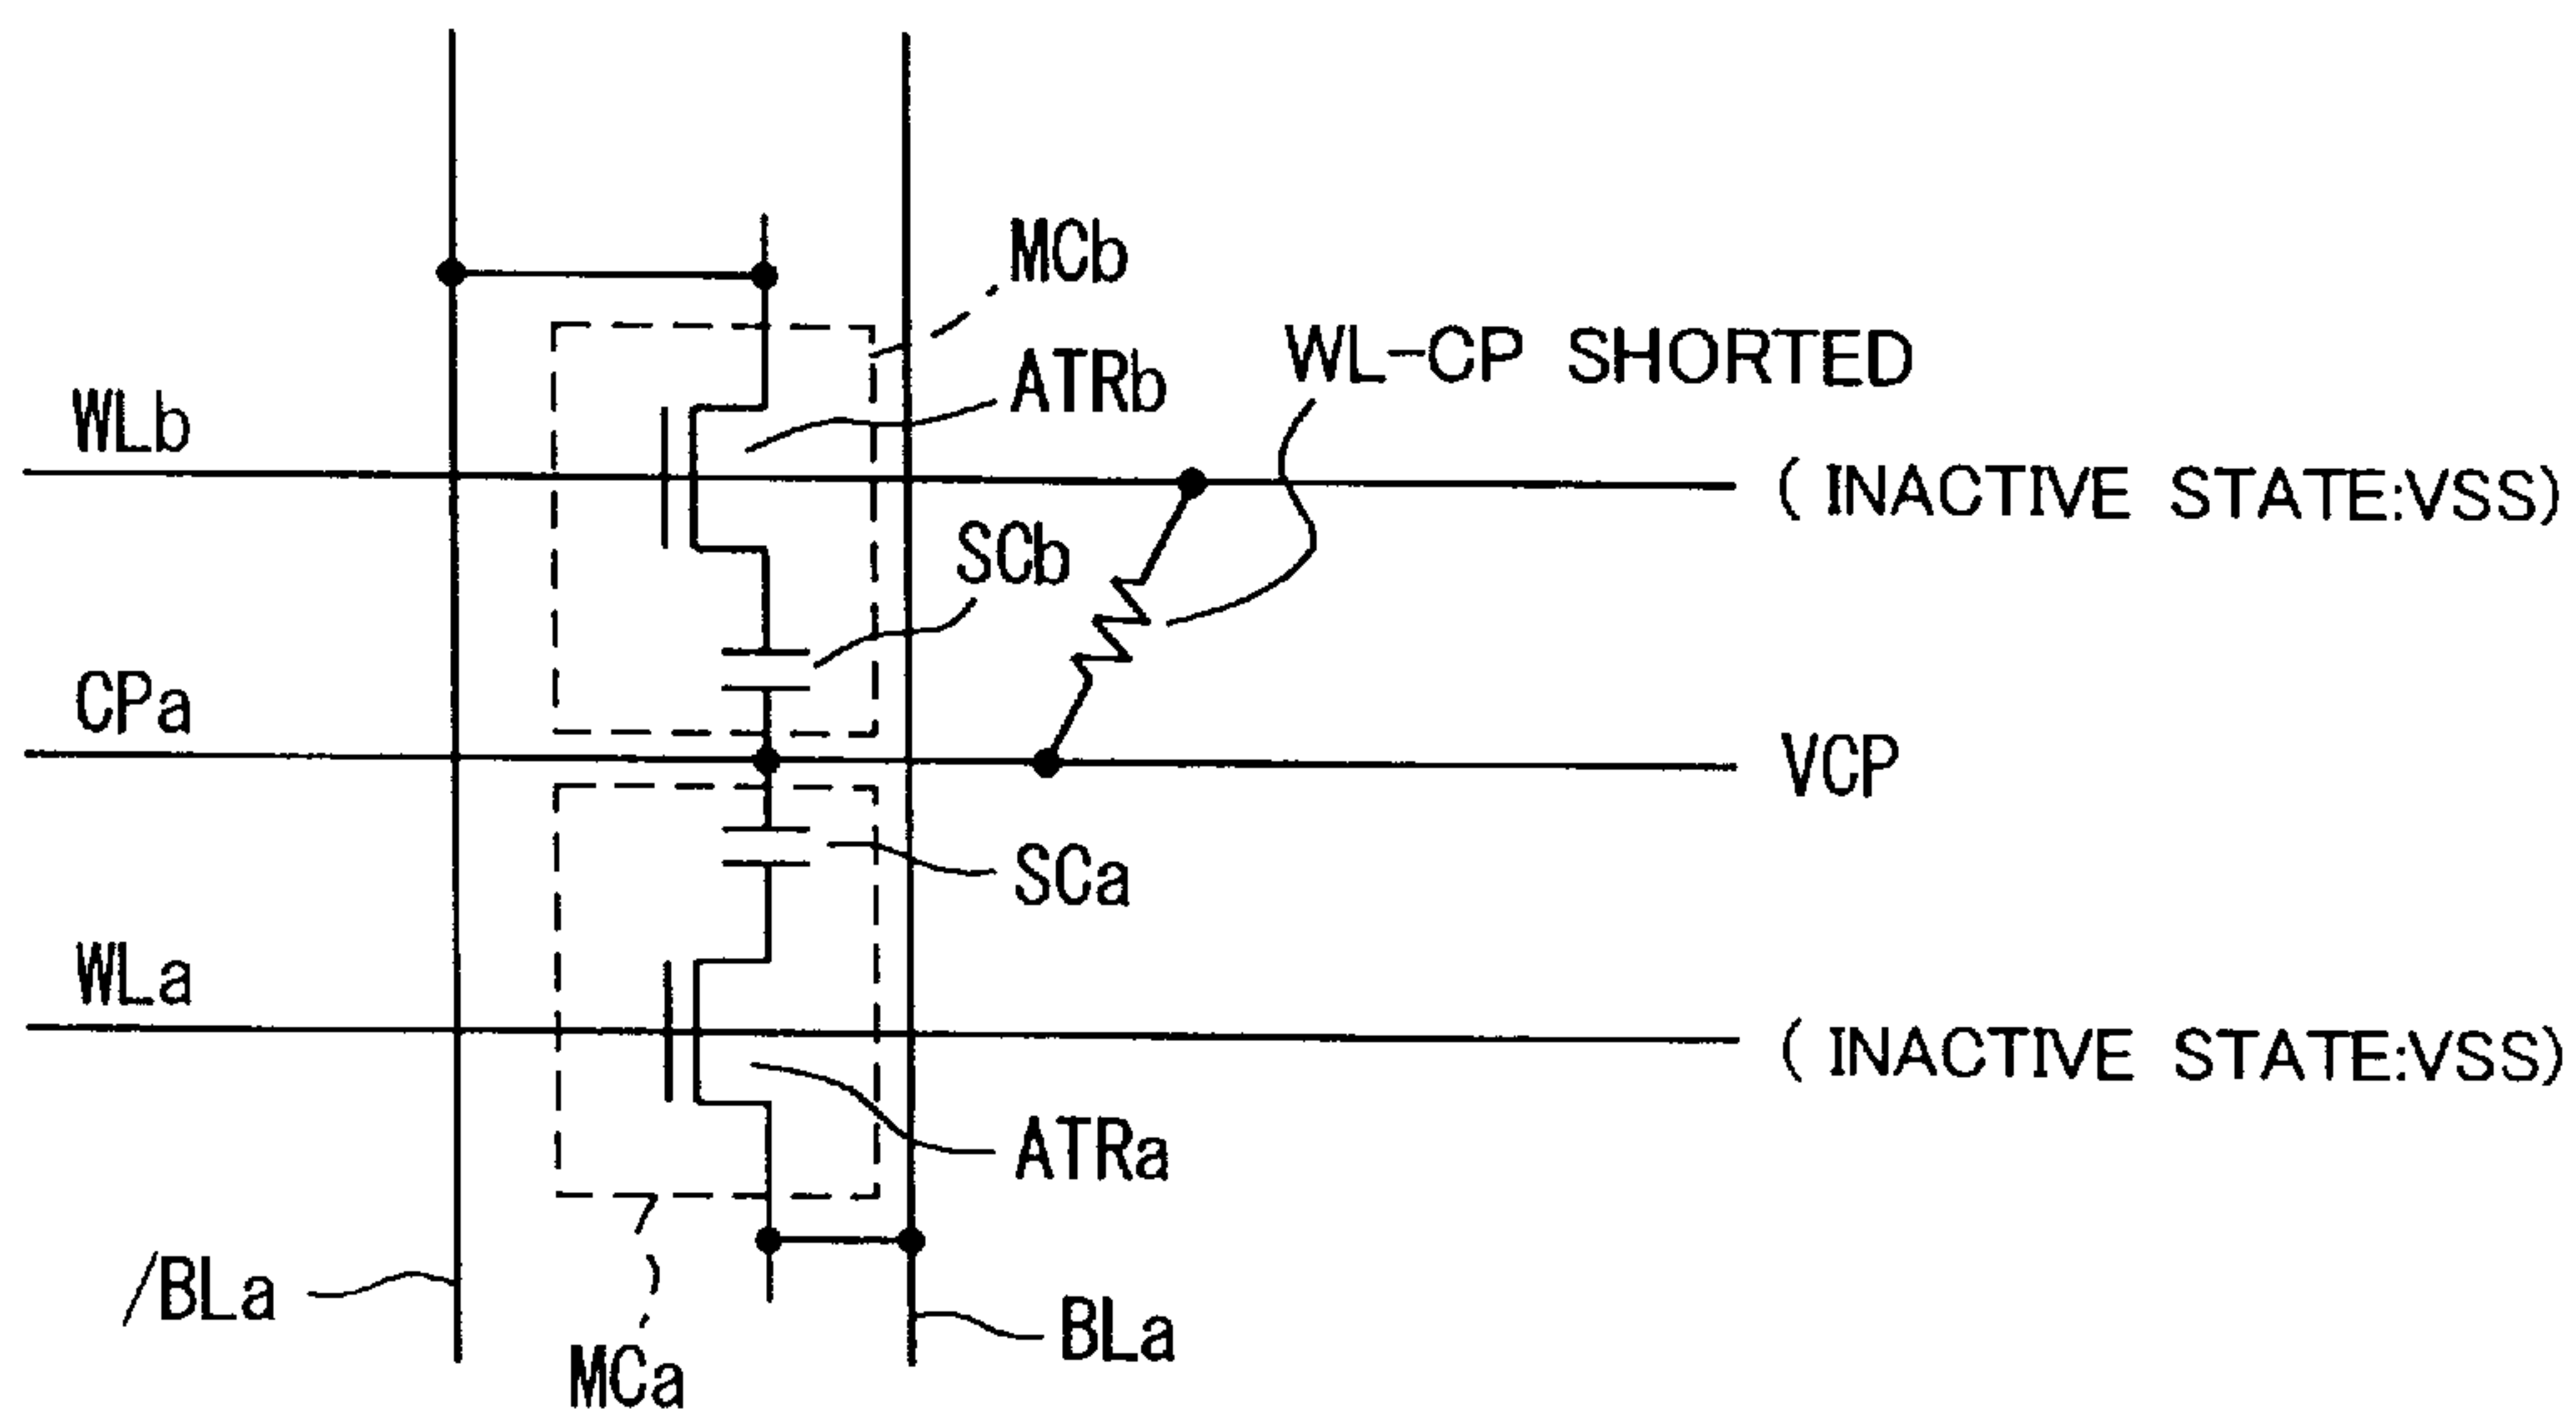 MCb
ATRb
WL-CP SHORTED
WLb
( INACTIVE STATE:VSS)
SCb
CPa
VCP
SCa
WLa
( INACTIVE STATE:VSS)
ATRa
/BLa
BLa
MCa